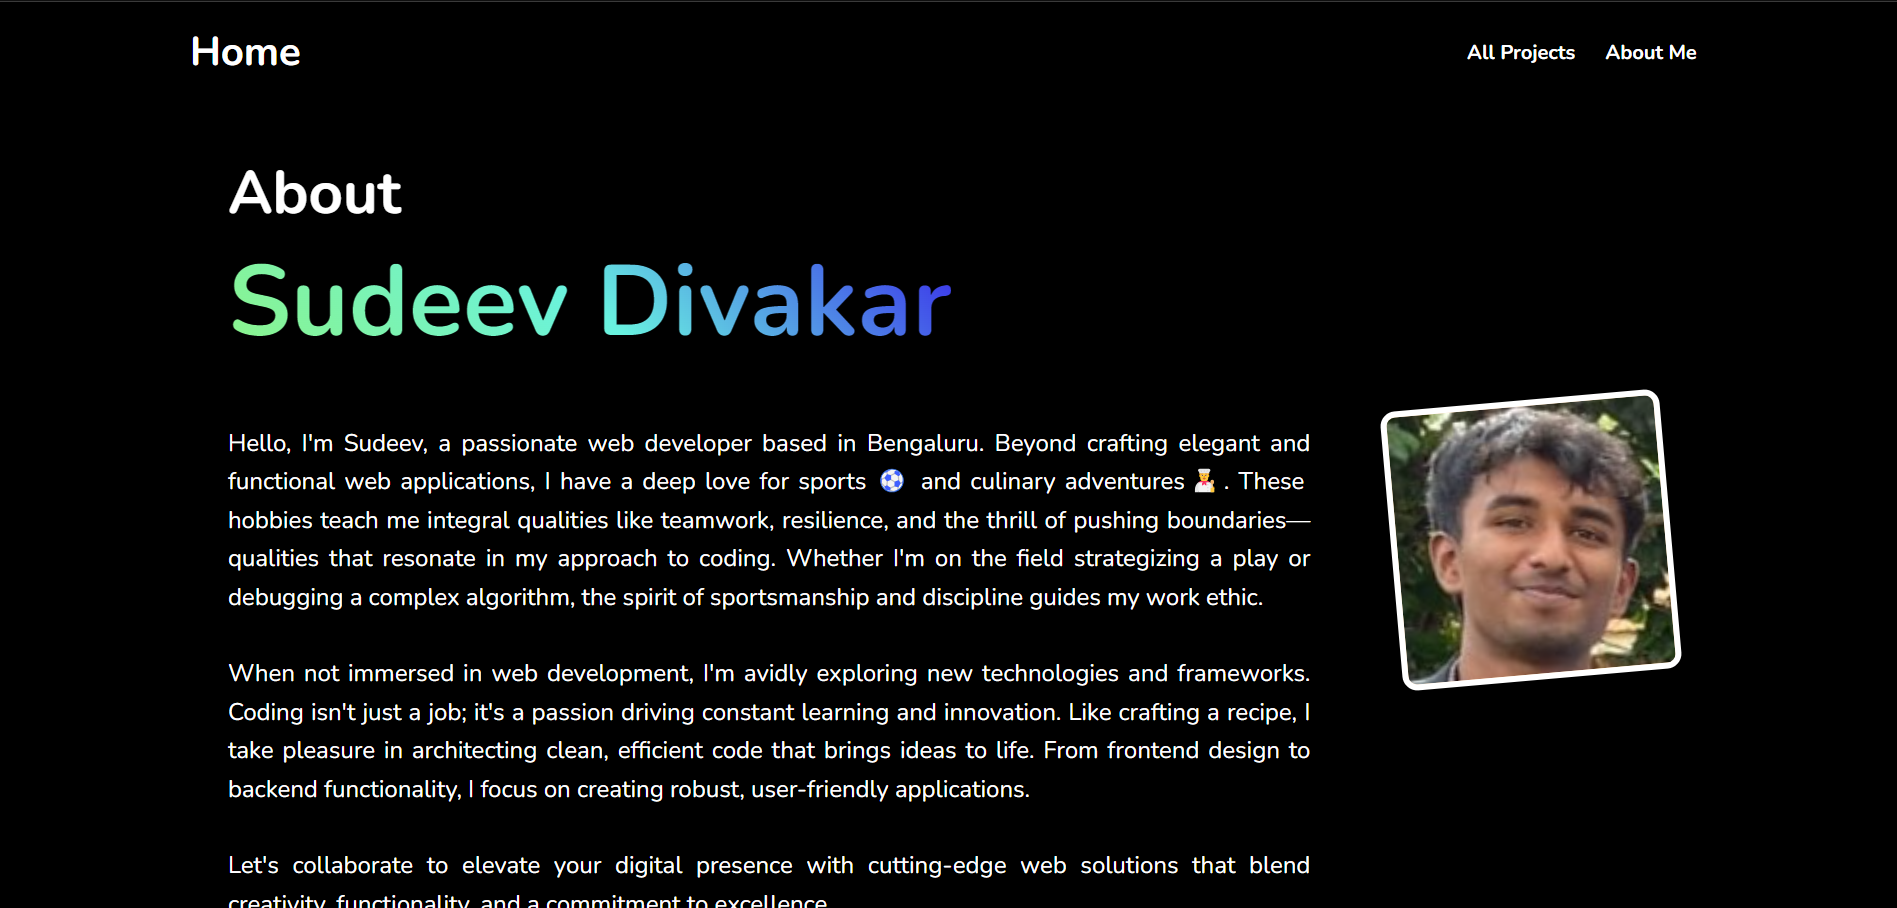 Home
All Projects
About Me
About
Sudeev Divakar
Hello, I'm Sudeev, a passionate web developer based in Bengaluru. Beyond crafting elegant and
functional web applications, I have a deep love for sports ⚽ and culinary adventures 👨‍🍳. These
hobbies teach me integral qualities like teamwork, resilience, and the thrill of pushing boundaries—
qualities that resonate in my approach to coding. Whether I'm on the field strategizing a play or
debugging a complex algorithm, the spirit of sportsmanship and discipline guides my work ethic.
When not immersed in web development, I'm avidly exploring new technologies and frameworks.
Coding isn't just a job; it's a passion driving constant learning and innovation. Like crafting a recipe, I
take pleasure in architecting clean, efficient code that brings ideas to life. From frontend design to
backend functionality, I focus on creating robust, user-friendly applications.
Let's collaborate to elevate your digital presence with cutting-edge web solutions that blend
creativity, functionality, and a commitment to excellence.